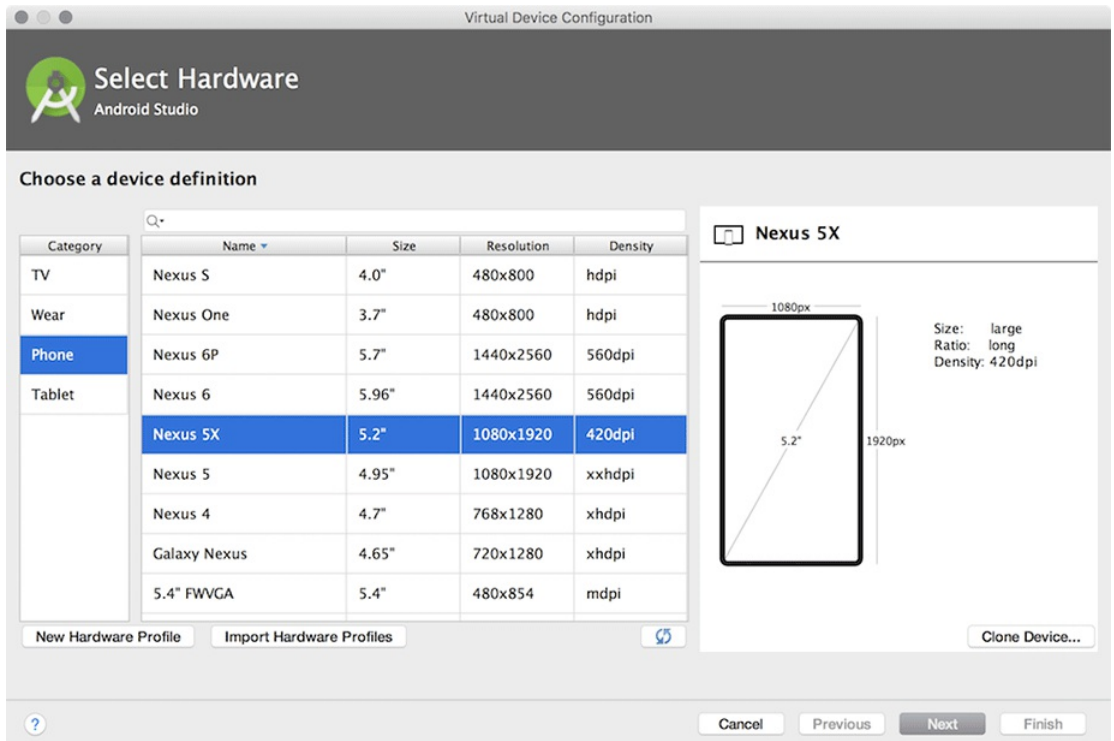 Virtual Device Configuration
Select Hardware
Android Studio
Choose a device definition
Category
TV
Wear
Phone
Tablet
Name Size Resolution Density
Nexus S 4.0" 480x800 hdpi
Nexus One 3.7" 480x800 hdpi
Nexus 6P 5.7" 1440x2560 560dpi
Nexus 6 5.96" 1440x2560 560dpi
Nexus 5X 5.2" 1080x1920 420dpi
Nexus 5 4.95" 1080x1920 xxhdpi
Nexus 4 4.7" 768x1280 xhdpi
Galaxy Nexus 4.65" 720x1280 xhdpi
5.4" FWVGA 5.4" 480x854 mdpi
New Hardware Profile Import Hardware Profiles
Nexus 5X
1080px
5.2"
1920px
Size: large
Ratio: long
Density: 420dpi
Clone Device...
? Cancel Previous Next Finish